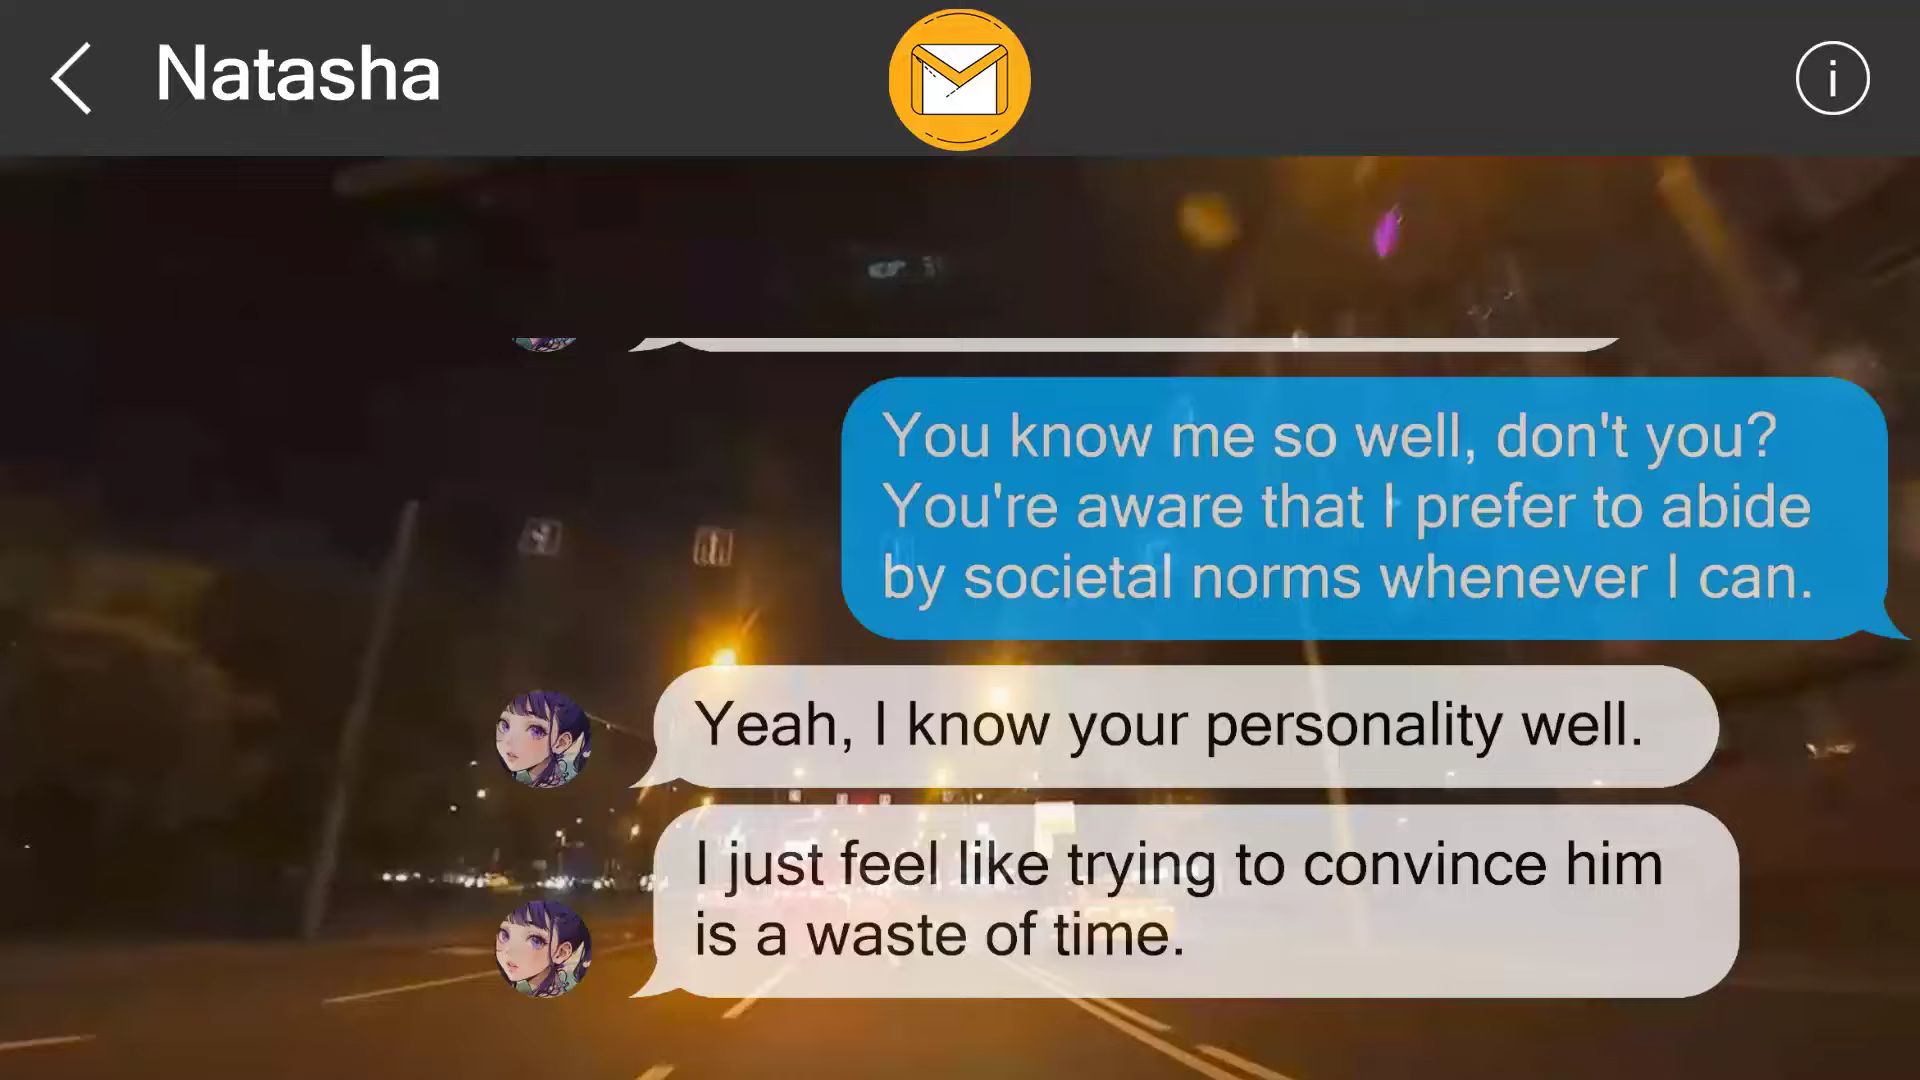 Natasha
You know me so well, don't you?
You're aware that I prefer to abide
by societal norms whenever I can.
Yeah, I know your personality well.
I just feel like trying to convince him
is a waste of time.